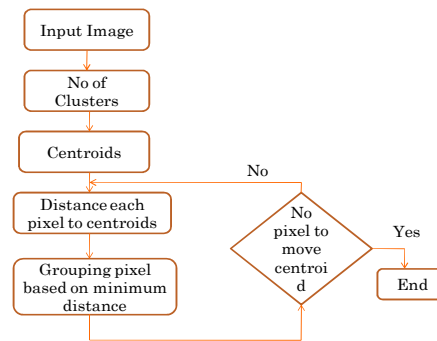 Input Image
No of
Clusters
Centroids
No
Distance each
pixel to centroids
No
pixel to
move
centroi
d
Yes
Grouping pixel
based on minimum
distance
End